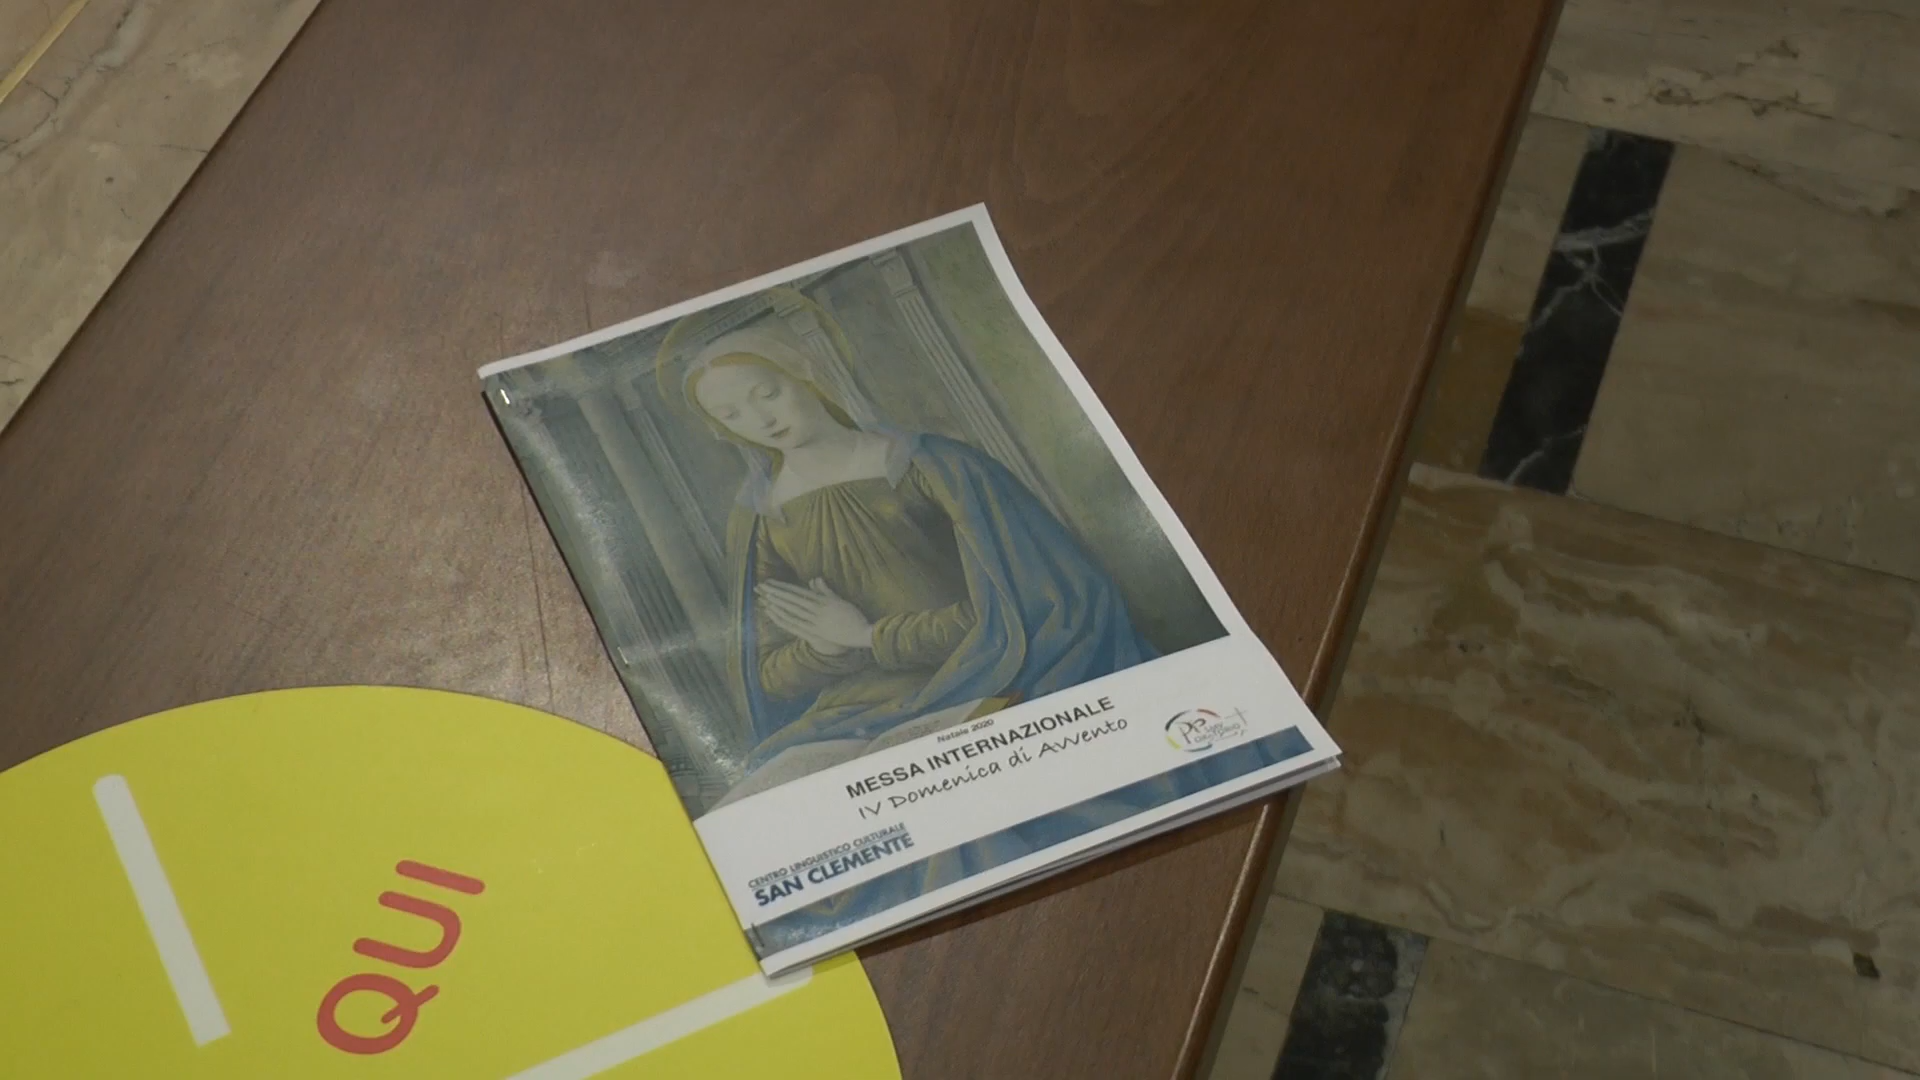 Natale 2020
MESSA INTERNAZIONALE
IV Domenica di Avvento
CENTRO LINGUISTICO CULTURALE
SAN CLEMENTE
QUI